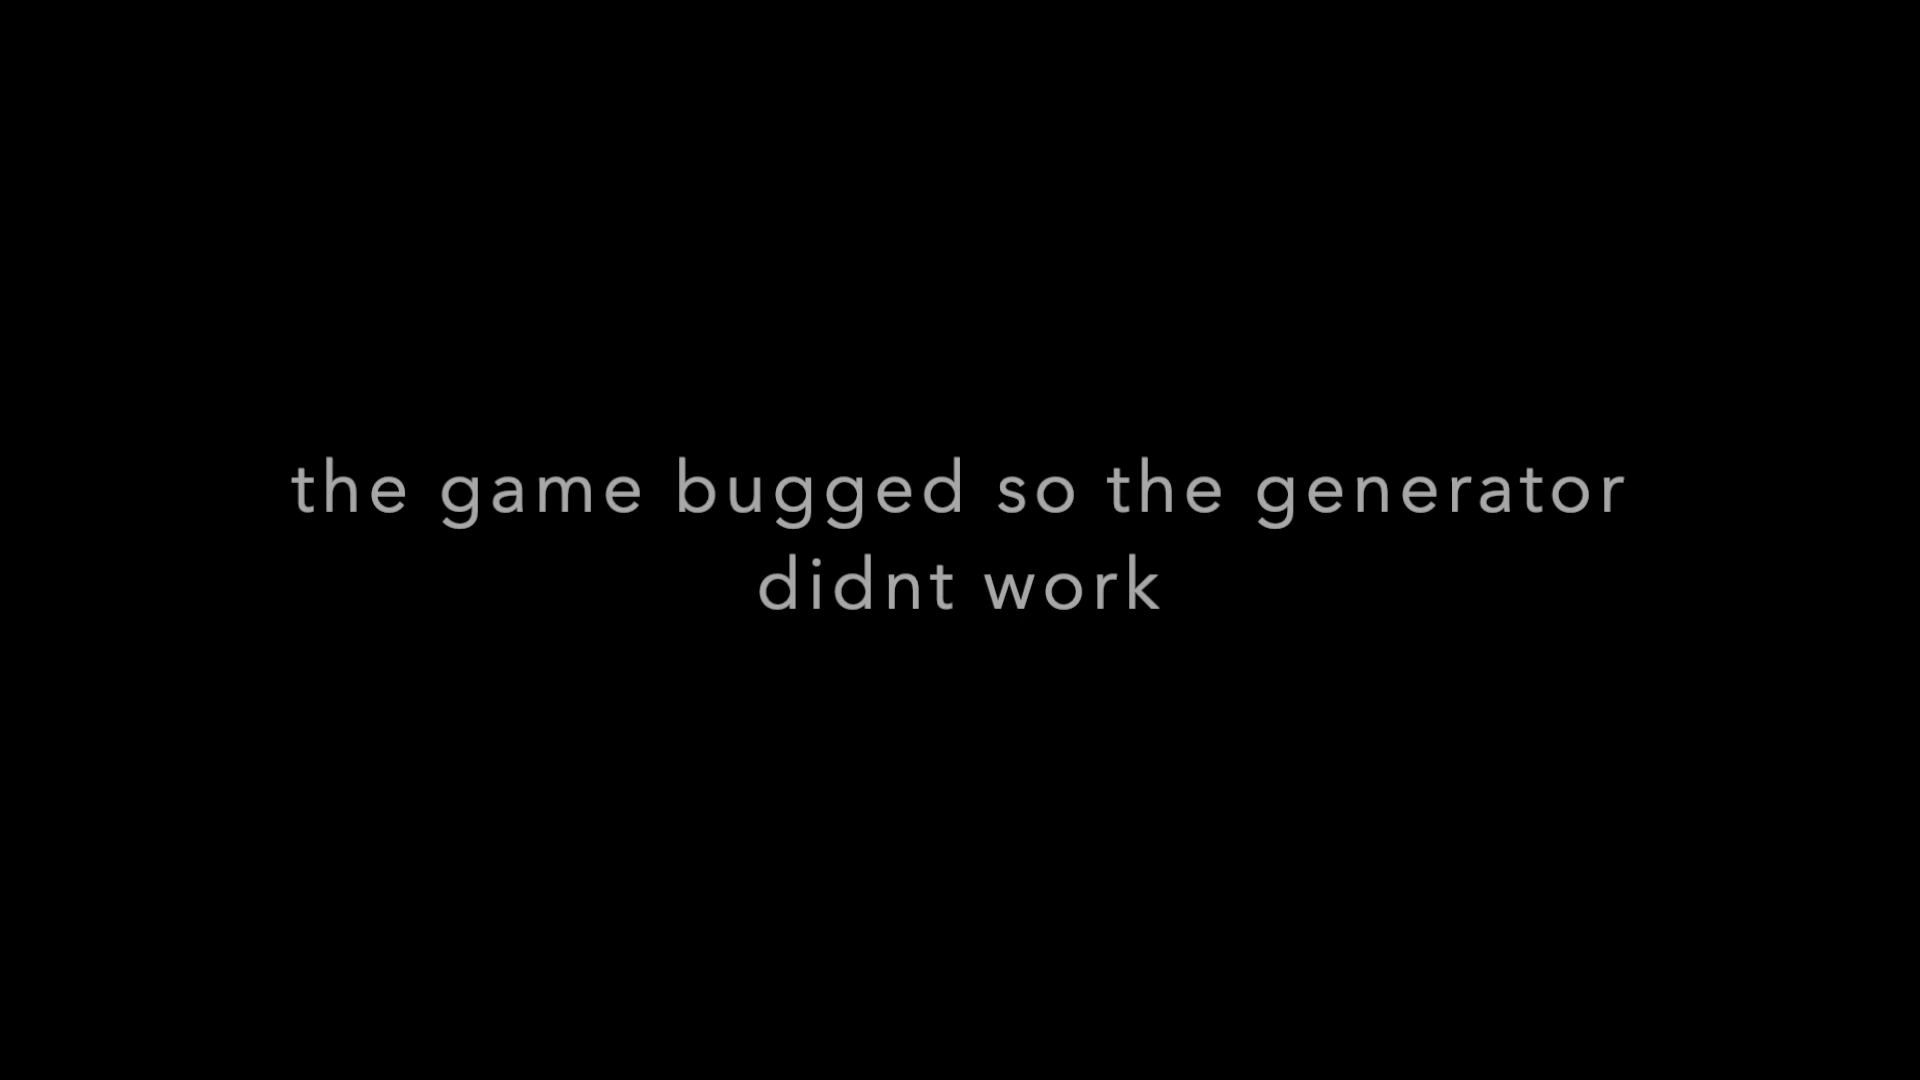 the game bugged so the generator
didnt work